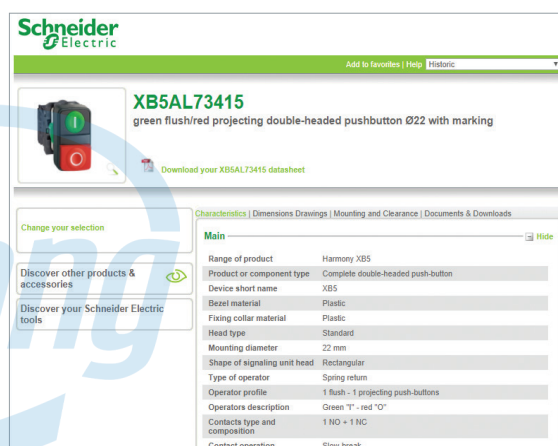 Schneider
Electric
Add to favorites | Help Historic
XB5AL73415
green flush/red projecting double-headed pushbutton Ø22 with marking
Download your XB5AL73415 datasheet
Characteristics | Dimensions Drawings | Mounting and Clearance | Documents & Downloads
Change your selection
Discover other products &
accessories
Discover your Schneider Electric
tools
Main
Hide
Range of product Harmony XB5
Product or component type Complete double-headed push-button
Device short name XB5
Bezel material Plastic
Fixing collar material Plastic
Head type Standard
Mounting diameter 22 mm
Shape of signaling unit head Rectangular
Type of operator Spring return
Operator profile 1 flush - 1 projecting push-buttons
Operators description Green "I" - red "O"
Contacts type and
composition 1 NO + 1 NC
Contact operation Slow-break